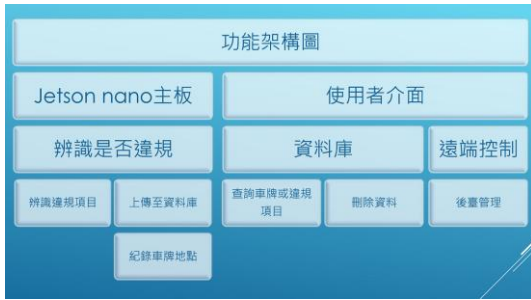 功能架構圖
Jetson nano主板
使用者介面
辨識是否違規
資料庫
遠端控制
辨識違規項目
上傳至資料庫
查詢車牌或違規
項目
刪除資料
後臺管理
紀錄車牌地點